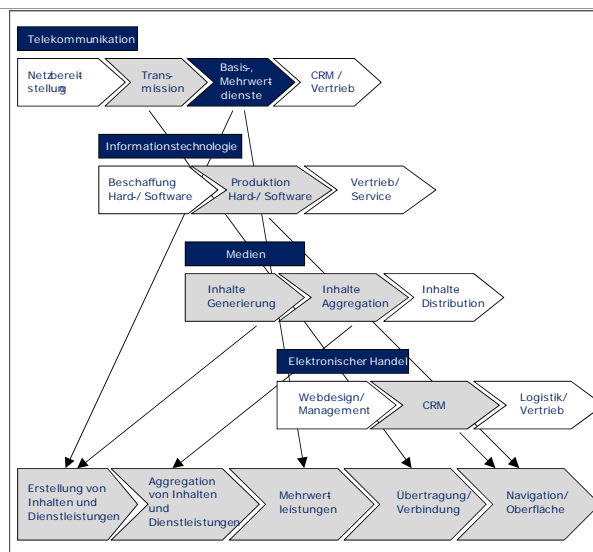 Telekommunikation
Netzbereit-
stellung
Trans-
mission
Basis-,
Mehrwert-
dienste
CRM /
Vertrieb
Informationstechnologie
Beschaffung
Hard-/ Software
Produktion
Hard-/ Software
Vertrieb/
Service
Medien
Inhalte
Generierung
Inhalte
Aggregation
Inhalte
Distribution
Elektronischer Handel
Webdesign/
Management
CRM
Logistik/
Vertrieb
Erstellung von
Inhalten und
Dienstleistungen
Aggregation
von Inhalten
und
Dienstleistungen
Mehrwert-
leistungen
Übertragung/
Verbindung
Navigation/
Oberfläche